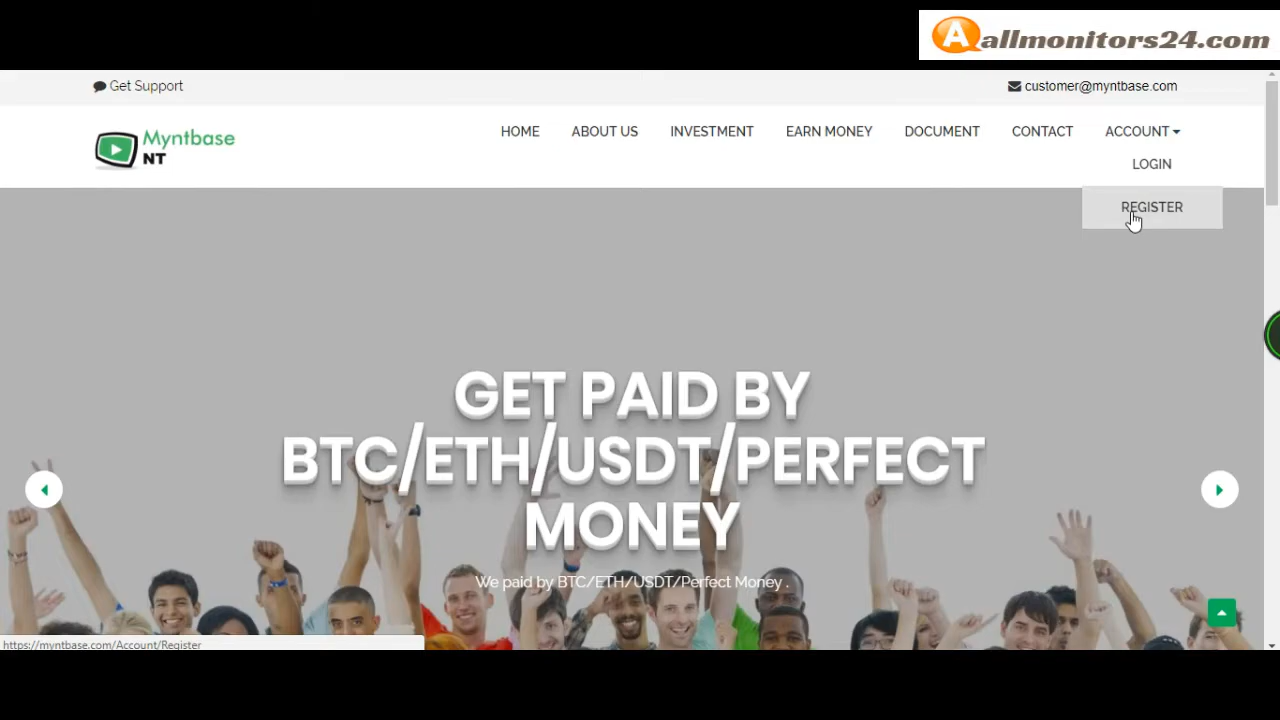 allmonitors24.com
Get Support
customer@myntbase.com
Myntbase
NT
HOME ABOUT US INVESTMENT EARN MONEY DOCUMENT CONTACT ACCOUNT
LOGIN
REGISTER
GET PAID BY
BTC/ETH/USDT/PERFECT
MONEY
We paid by BTC/ETH/USDT/Perfect Money .
https://myntbase.com/Account/Register